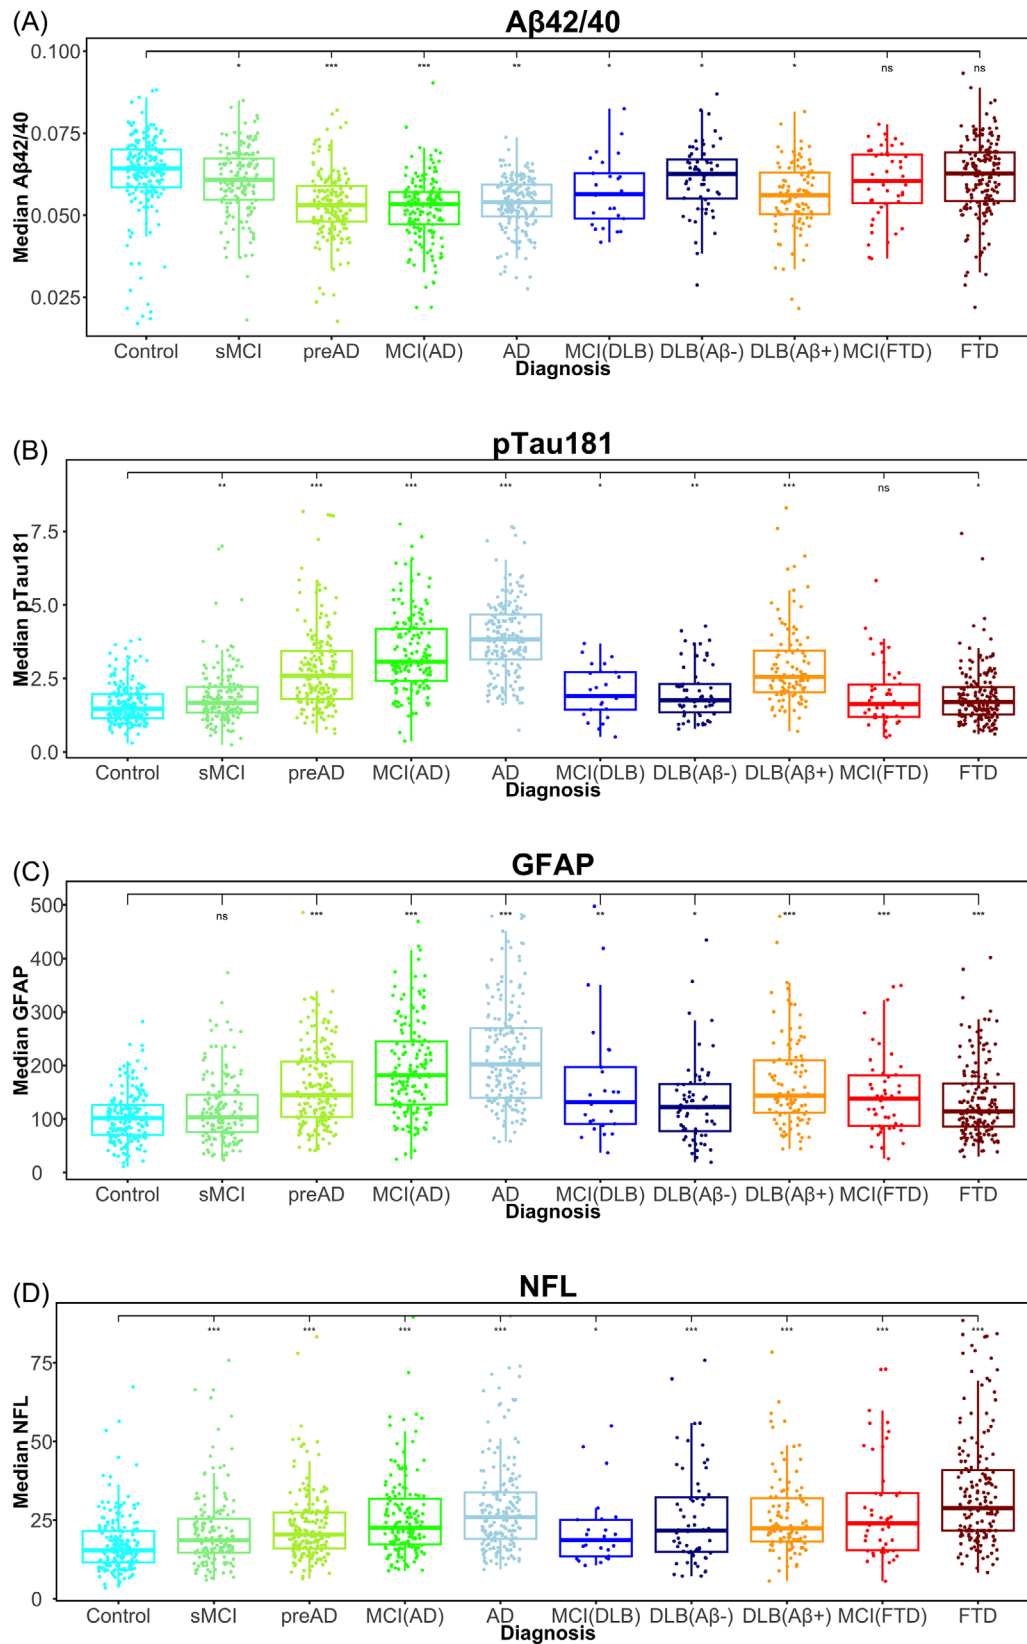 (A)
Aβ42/40
Median Aβ42/40
0.100
0.075
0.050
0.025
* *** *** ** * * * ns ns
Control sMCI preAD MCI(AD) AD MCI(DLB) DLB(Aβ-) DLB(Aβ+) MCI(FTD) FTD
Diagnosis
(B)
pTau181
Median pTau181
7.5
5.0
2.5
0.0
** *** *** *** * ** *** ns *
Control sMCI preAD MCI(AD) AD MCI(DLB) DLB(Aβ-) DLB(Aβ+) MCI(FTD) FTD
Diagnosis
(C)
GFAP
Median GFAP
500
400
300
200
100
0
ns *** *** *** ** * *** *** ***
Control sMCI preAD MCI(AD) AD MCI(DLB) DLB(Aβ-) DLB(Aβ+) MCI(FTD) FTD
Diagnosis
(D)
NFL
Median NFL
75
50
25
0
*** *** *** *** * *** *** *** ***
Control sMCI preAD MCI(AD) AD MCI(DLB) DLB(Aβ-) DLB(Aβ+) MCI(FTD) FTD
Diagnosis